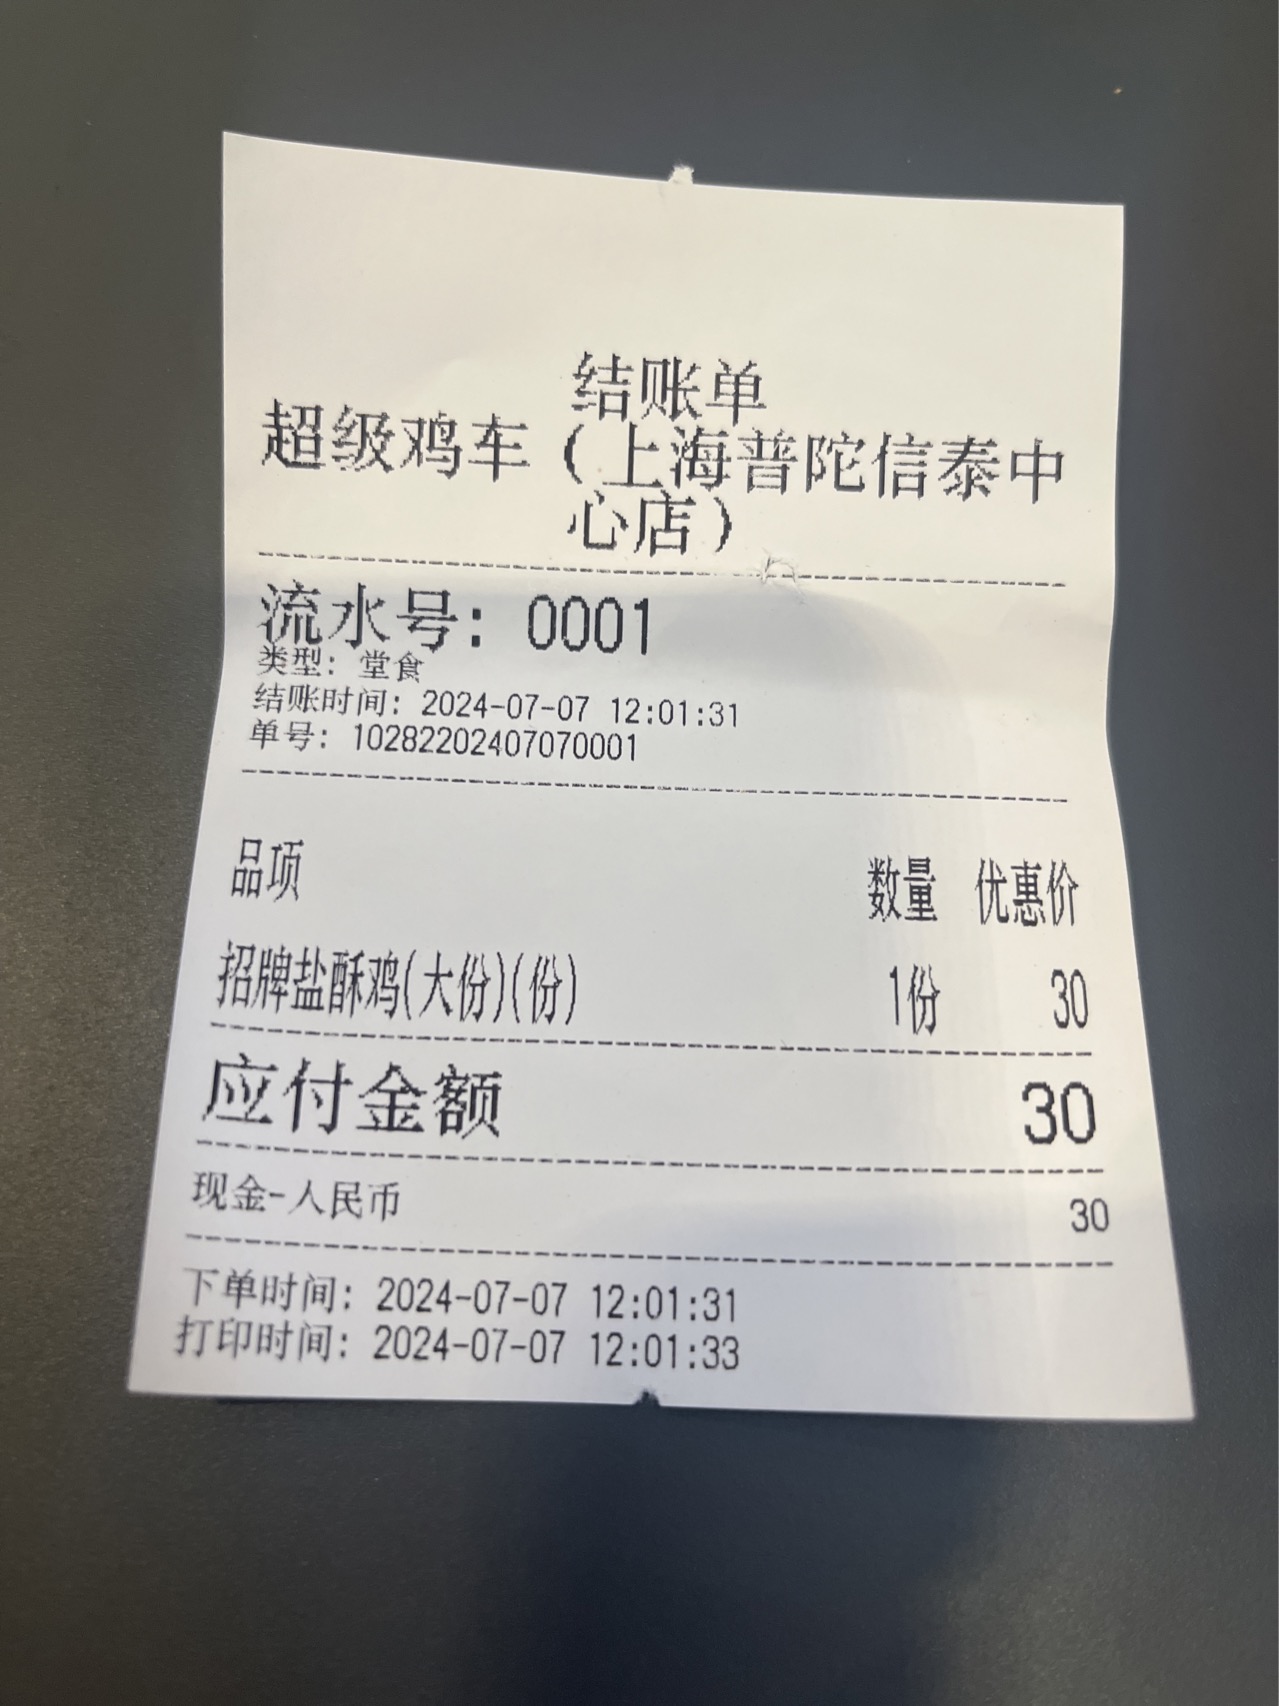 结账单
超级鸡车（上海普陀信泰中
心店）
流水号：0001
类型：堂食
结账时间：2024-07-07 12:01:31
单号：10282202407070001
品项 数量 优惠价
招牌盐酥鸡(大份)(份) 1份 30
应付金额 30
现金-人民币 30
下单时间：2024-07-07 12:01:31
打印时间：2024-07-07 12:01:33